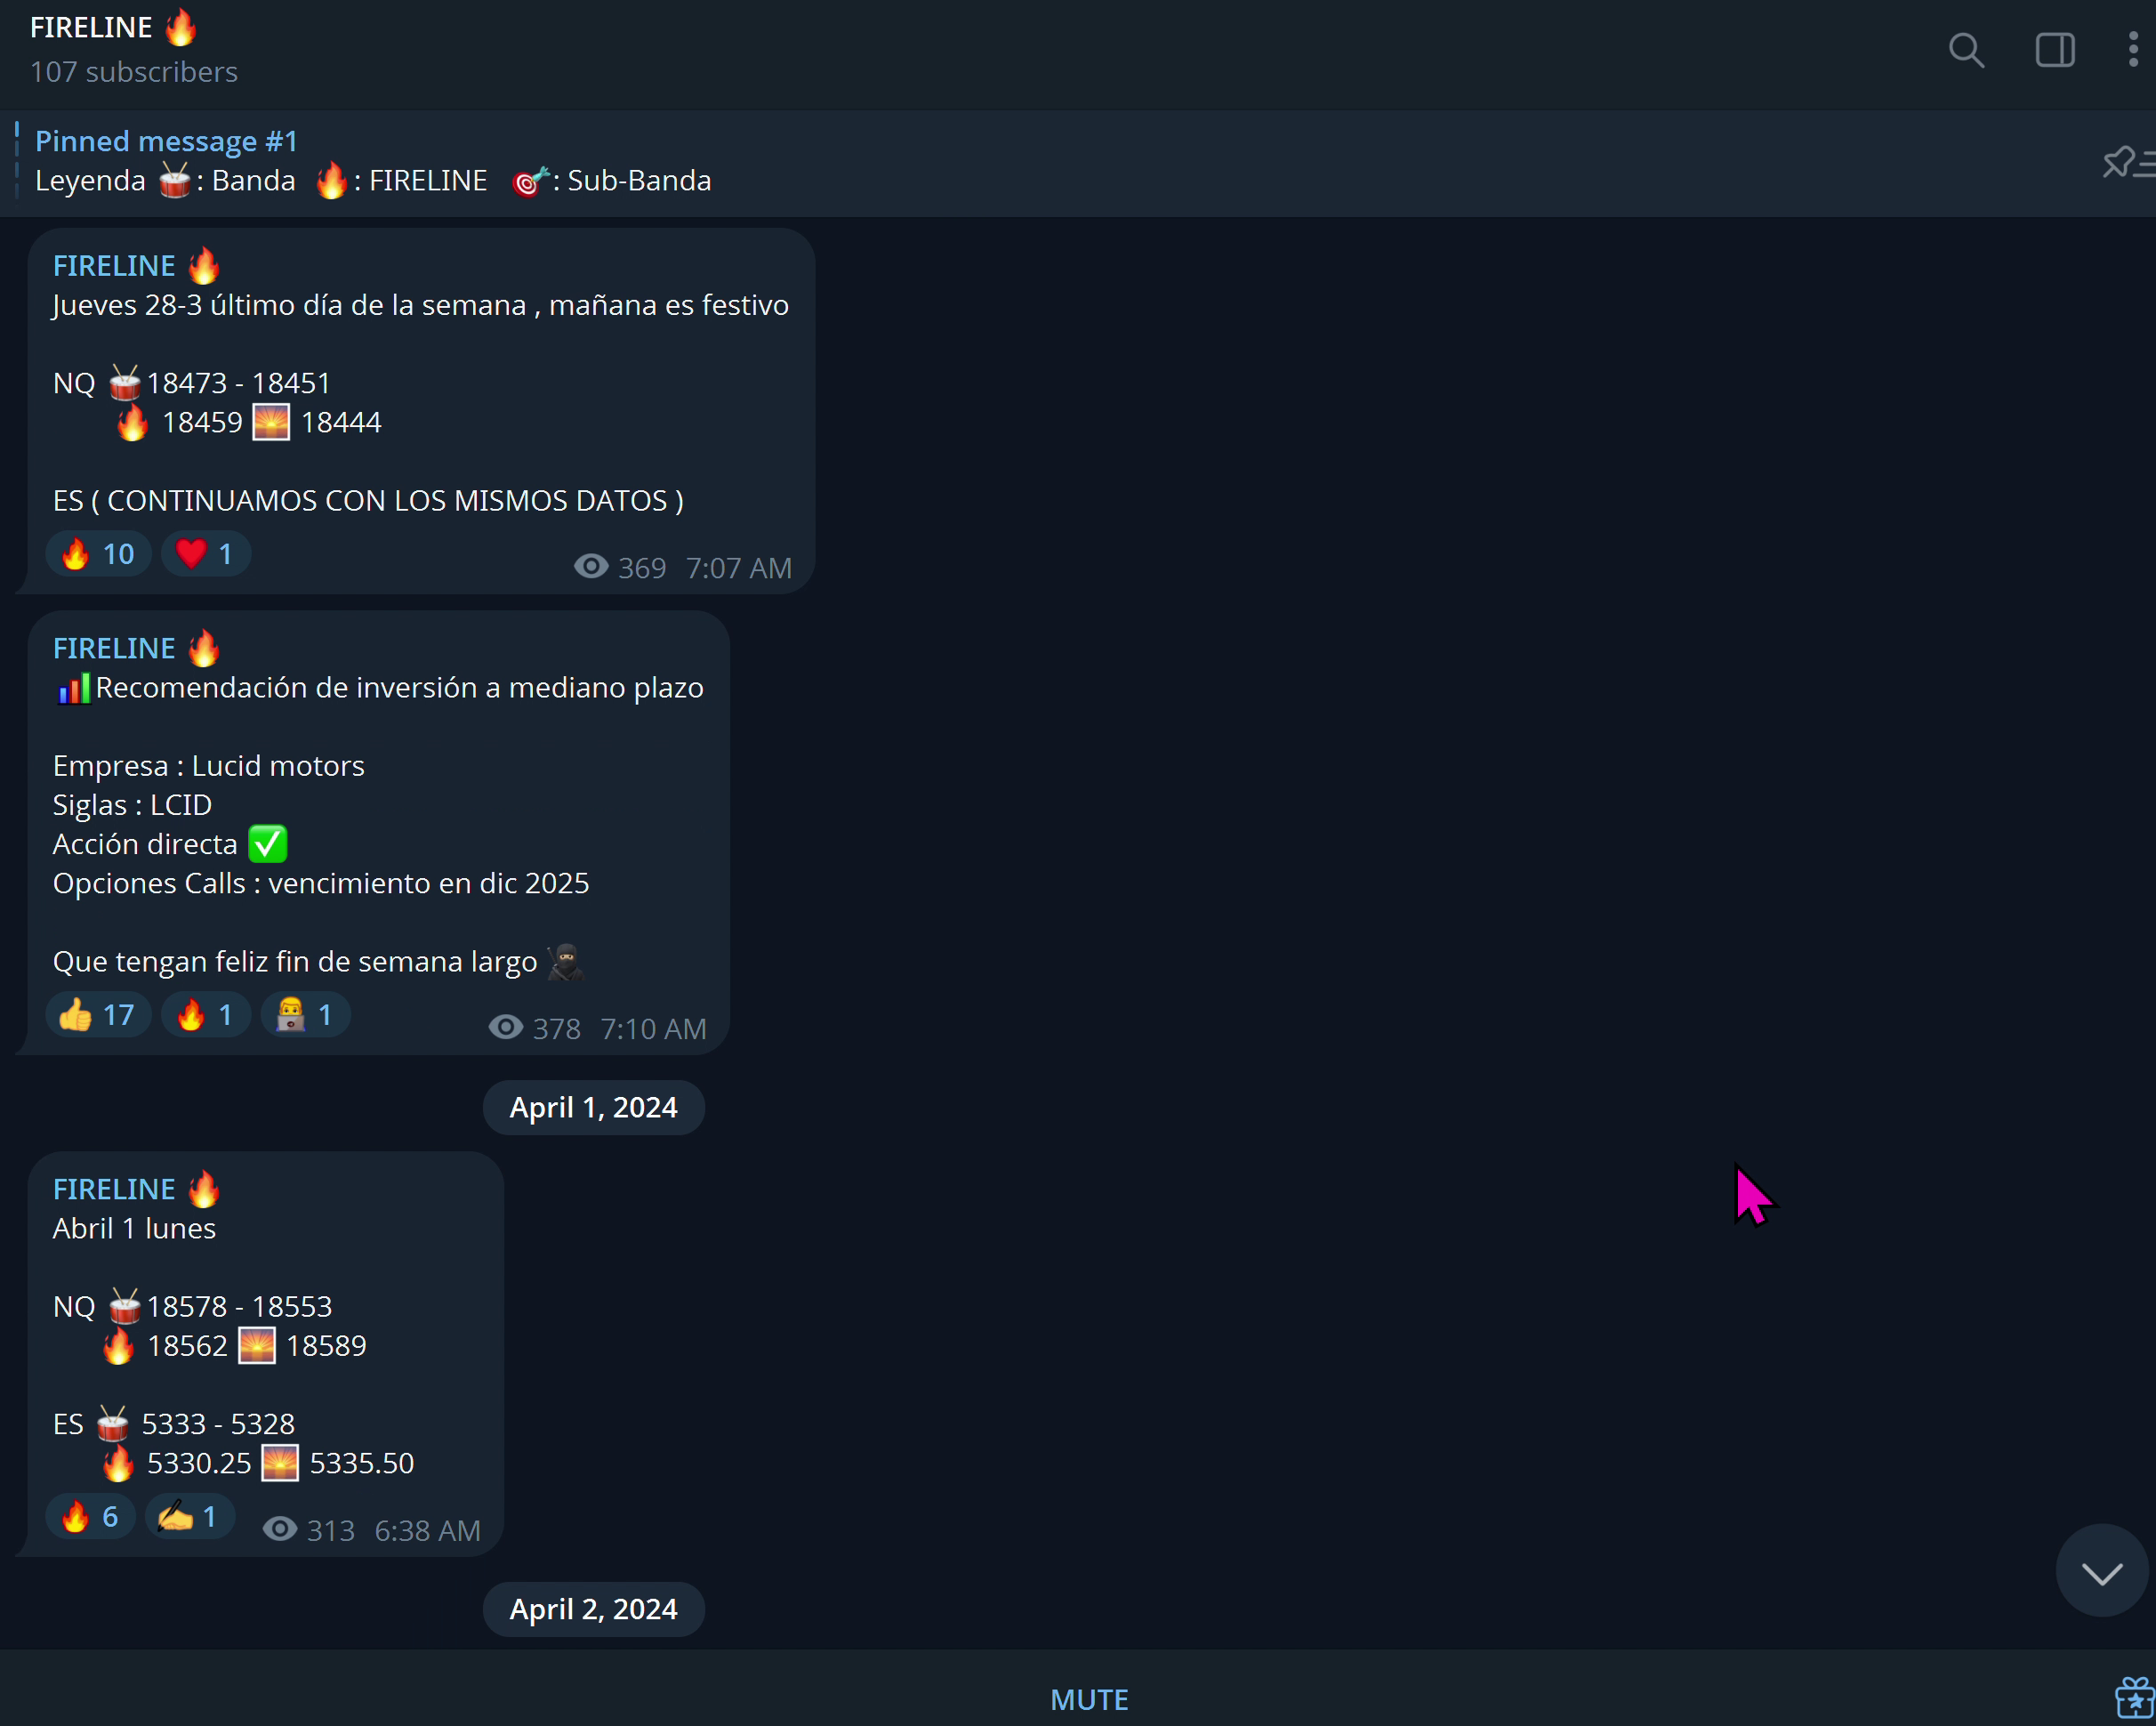 FIRELINE 🔥
107 subscribers
Pinned message #1
Leyenda 🥁: Banda 🔥: FIRELINE 🎯: Sub-Banda
FIRELINE 🔥
Jueves 28-3 último día de la semana , mañana es festivo
NQ 🥁18473 - 18451
🔥 18459 🌅 18444
ES ( CONTINUAMOS CON LOS MISMOS DATOS )
🔥 10 ❤️ 1 369 7:07 AM
FIRELINE 🔥
📊Recomendación de inversión a mediano plazo
Empresa : Lucid motors
Siglas : LCID
Acción directa ✅
Opciones Calls : vencimiento en dic 2025
Que tengan feliz fin de semana largo 🥷
👍 17 🔥 1 👨‍💻 1 378 7:10 AM
April 1, 2024
FIRELINE 🔥
Abril 1 lunes
NQ 🥁18578 - 18553
🔥 18562 🌅 18589
ES 🥁 5333 - 5328
🔥 5330.25 🌅 5335.50
🔥 6 ✍️ 1 313 6:38 AM
April 2, 2024
MUTE